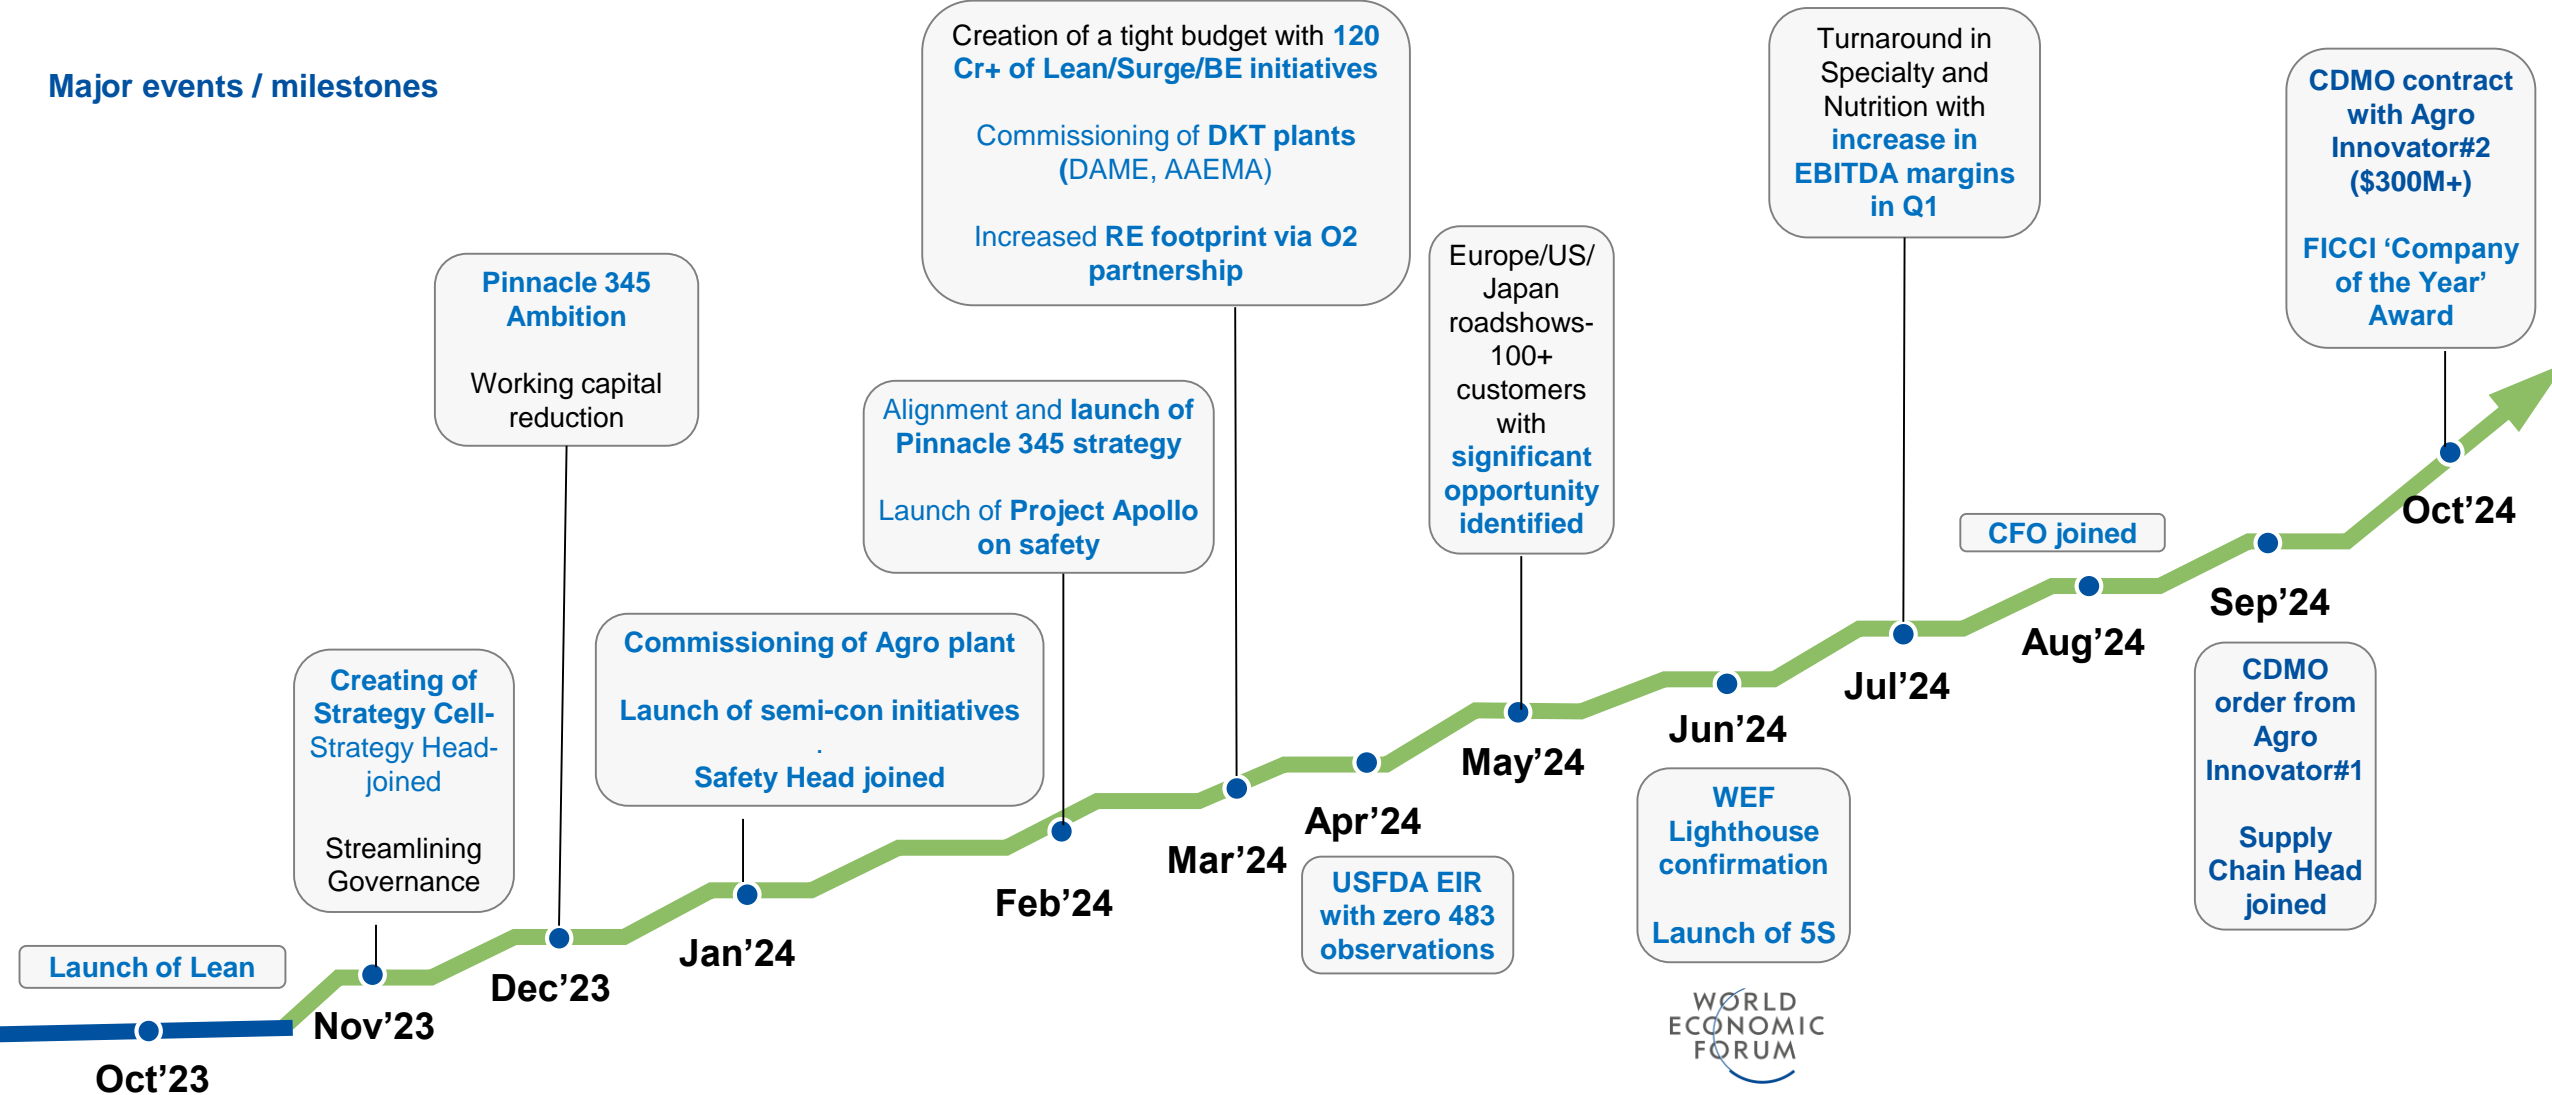 Major events / milestones
Launch of Lean
Oct’23
Creating of
Strategy Cell-
Strategy Head-
joined
Streamlining
Governance
Nov’23
Pinnacle 345
Ambition
Working capital
reduction
Dec’23
Commissioning of Agro plant
Launch of semi-con initiatives
.
Safety Head joined
Jan’24
Alignment and launch of
Pinnacle 345 strategy
Launch of Project Apollo
on safety
Feb’24
Creation of a tight budget with 120
Cr+ of Lean/Surge/BE initiatives
Commissioning of DKT plants
(DAME, AAEMA)
Increased RE footprint via O2
partnership
Mar’24
Apr’24
USFDA EIR
with zero 483
observations
Europe/US/
Japan
roadshows-
100+
customers
with
significant
opportunity
identified
May’24
Jun’24
WEF
Lighthouse
confirmation
Launch of 5S
WORLD
ECONOMIC
FORUM
Turnaround in
Specialty and
Nutrition with
increase in
EBITDA margins
in Q1
Jul’24
CFO joined
Aug’24
Sep’24
CDMO
order from
Agro
Innovator#1
Supply
Chain Head
joined
CDMO contract
with Agro
Innovator#2
($300M+)
FICCI ‘Company
of the Year’
Award
Oct’24